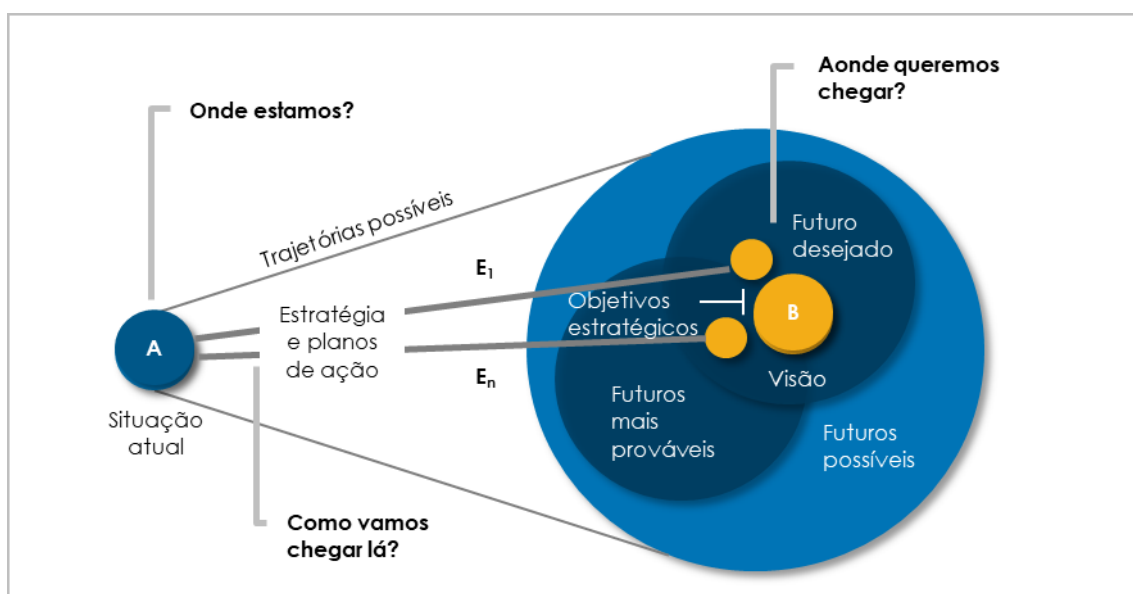 Onde estamos?
Aonde queremos
chegar?
Trajetórias possíveis
Futuro
desejado
E1
Estratégia
e planos
de ação
Objetivos
estratégicos
A
B
En
Visão
Situação
atual
Futuros
mais
prováveis
Futuros
possíveis
Como vamos
chegar lá?